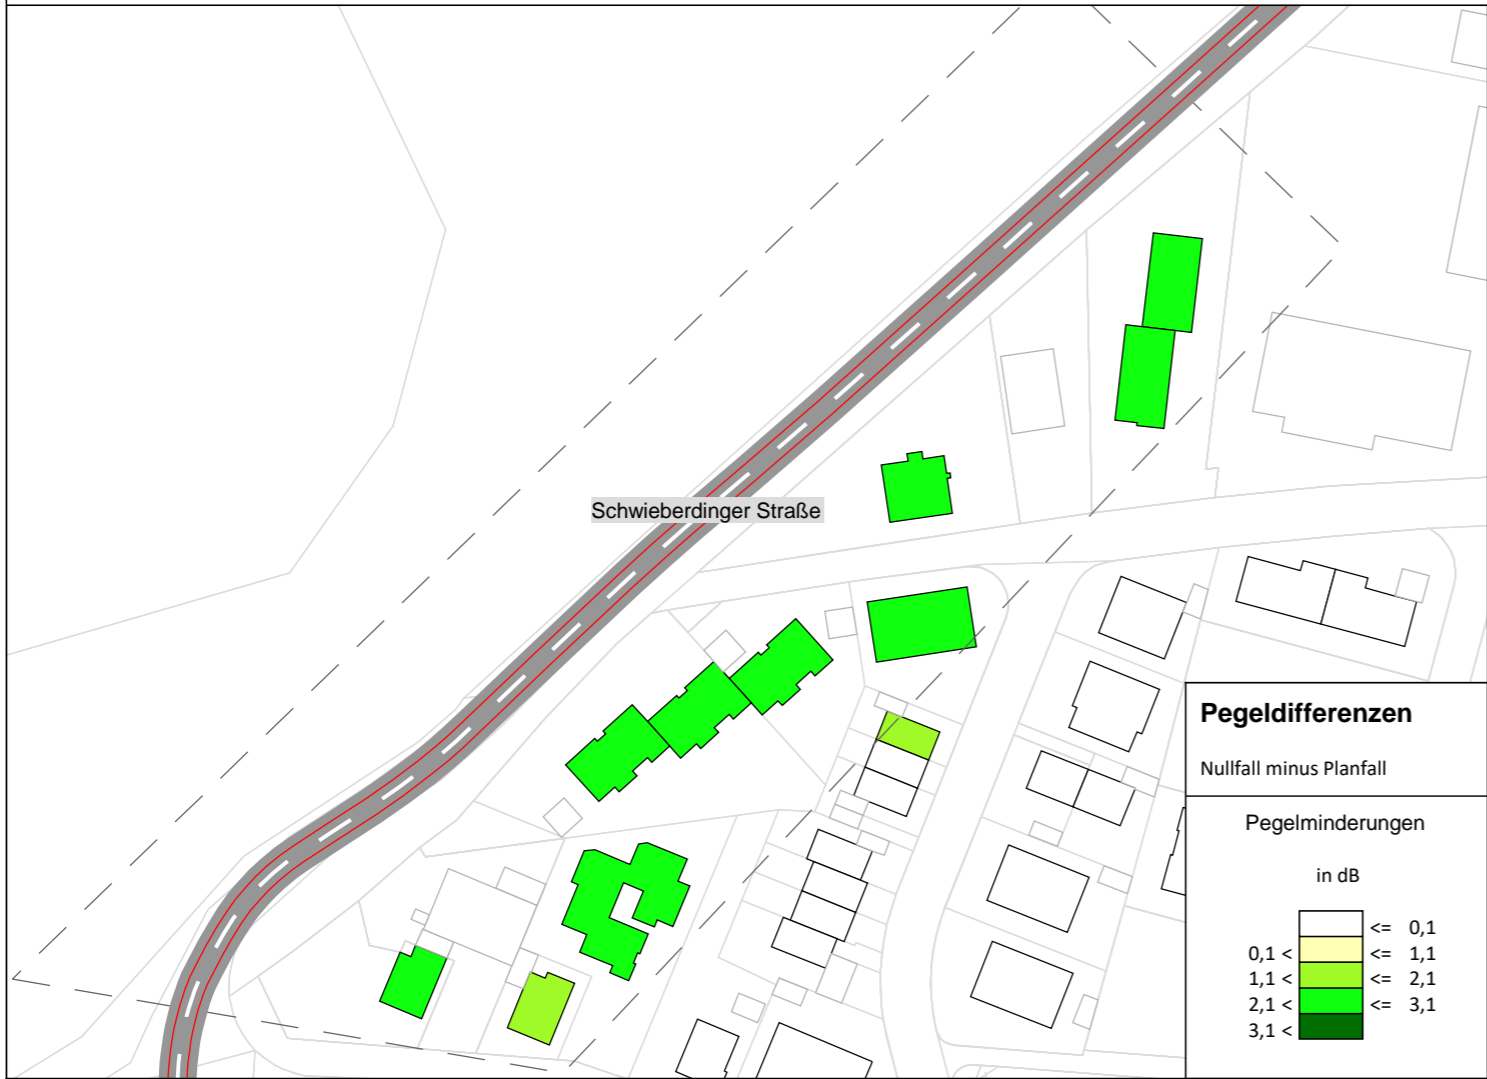 Schwieberdinger Straße
Pegeldifferenzen
Nullfall minus Planfall
Pegelminderungen
in dB
<= 0,1
0,1 < <= 1,1
1,1 < <= 2,1
2,1 < <= 3,1
3,1 <